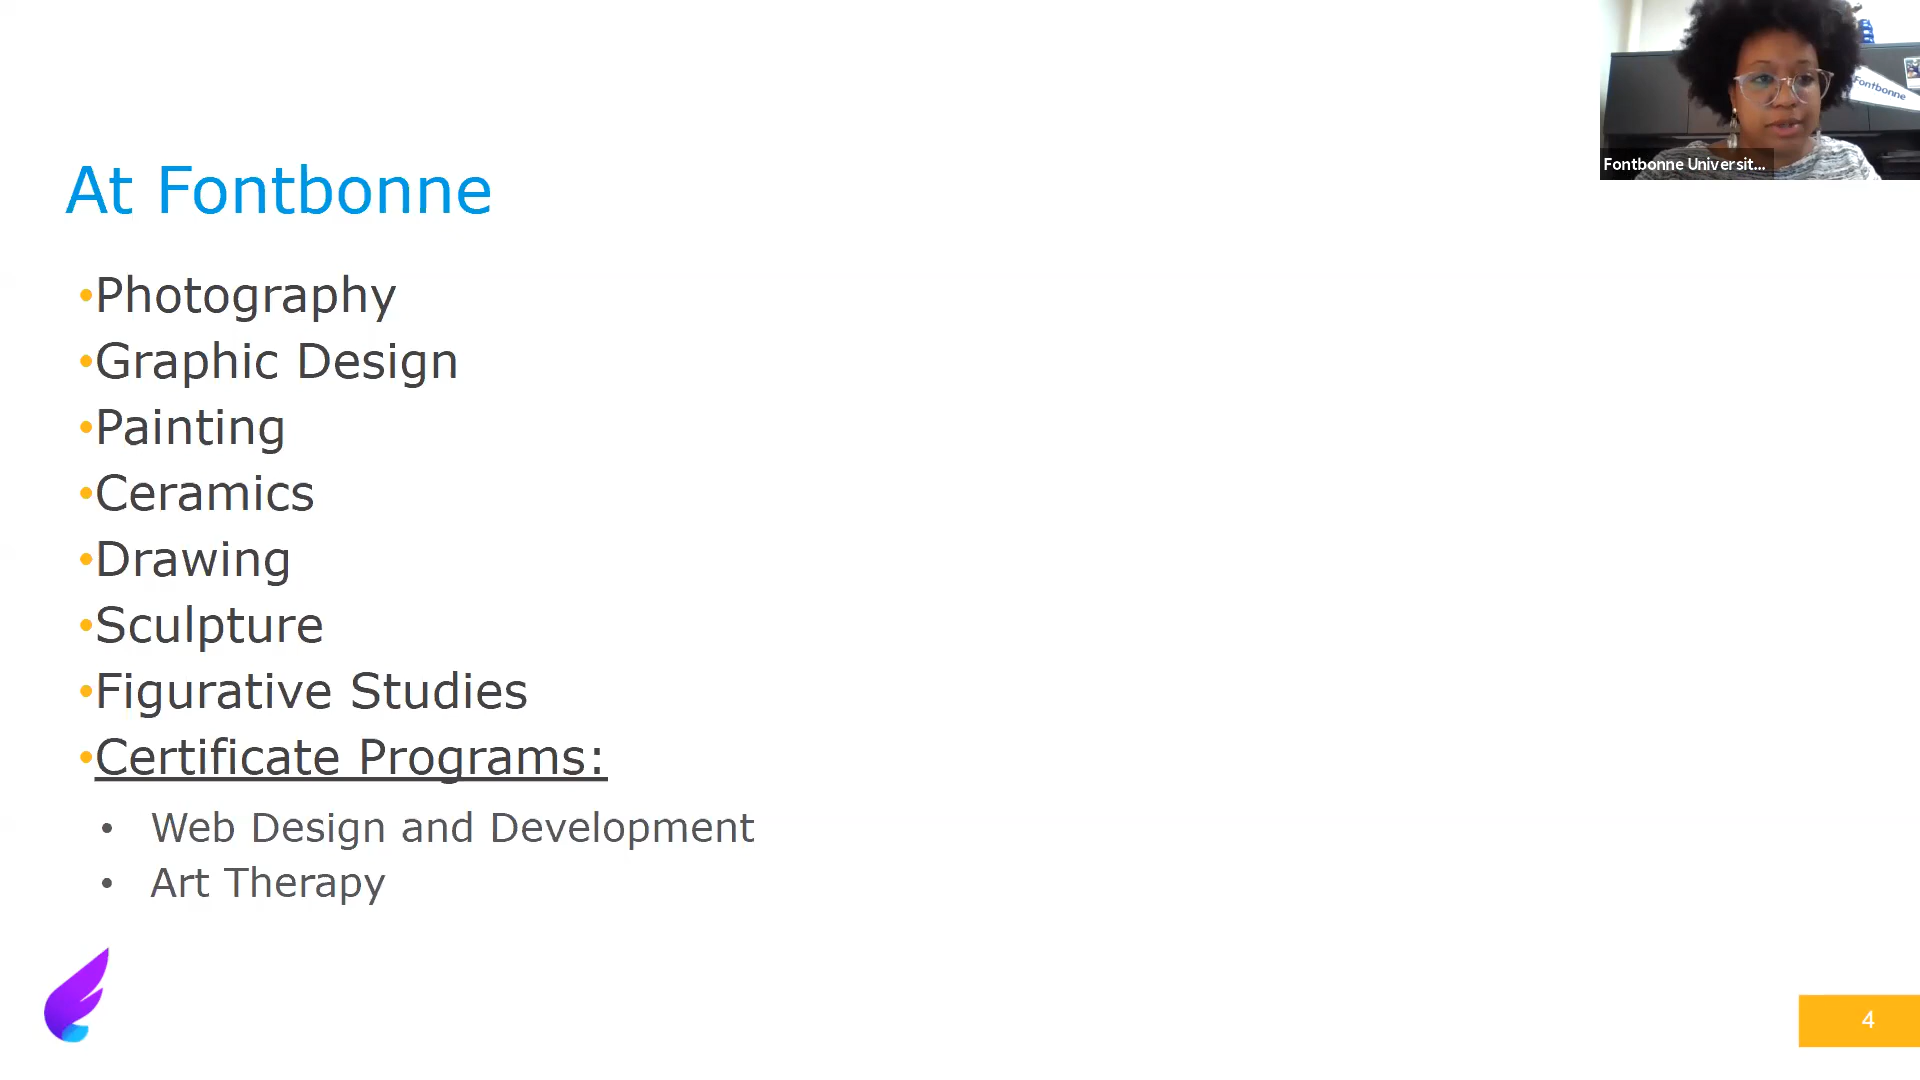 At Fontbonne
•Photography
•Graphic Design
•Painting
•Ceramics
•Drawing
•Sculpture
•Figurative Studies
•Certificate Programs:
• Web Design and Development
• Art Therapy
Fontbonne
Fontbonne Universit...
4